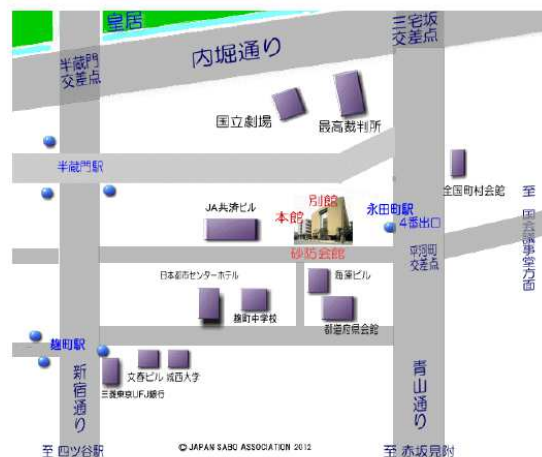 皇居
三宅坂
交差点
内堀通り
半蔵門
交差点
国立劇場
最高裁判所
半蔵門駅
全国町村会館
至 国会議事堂方面
JA共済ビル
別館
本館
永田町駅
4番出口
砂防会館
平河町
交差点
日本都市センターホテル
海運ビル
麹町中学校
都道府県会館
麹町駅
文春ビル
城西大学
三菱東京UFJ銀行
新宿通り
青山通り
© JAPAN SABO ASSOCIATION 2012
至 四ツ谷駅
至 赤坂見附